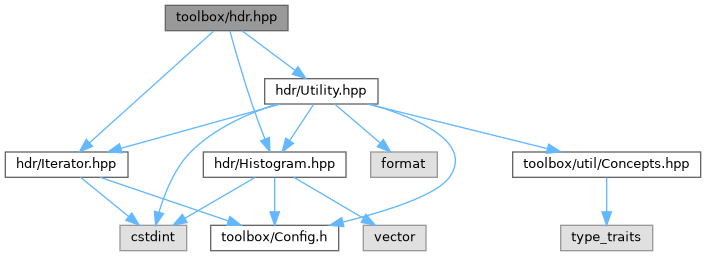 toolbox/hdr.hpp
hdr/Utility.hpp
hdr/Iterator.hpp
hdr/Histogram.hpp
format
toolbox/util/Concepts.hpp
cstdint
toolbox/Config.h
vector
type_traits